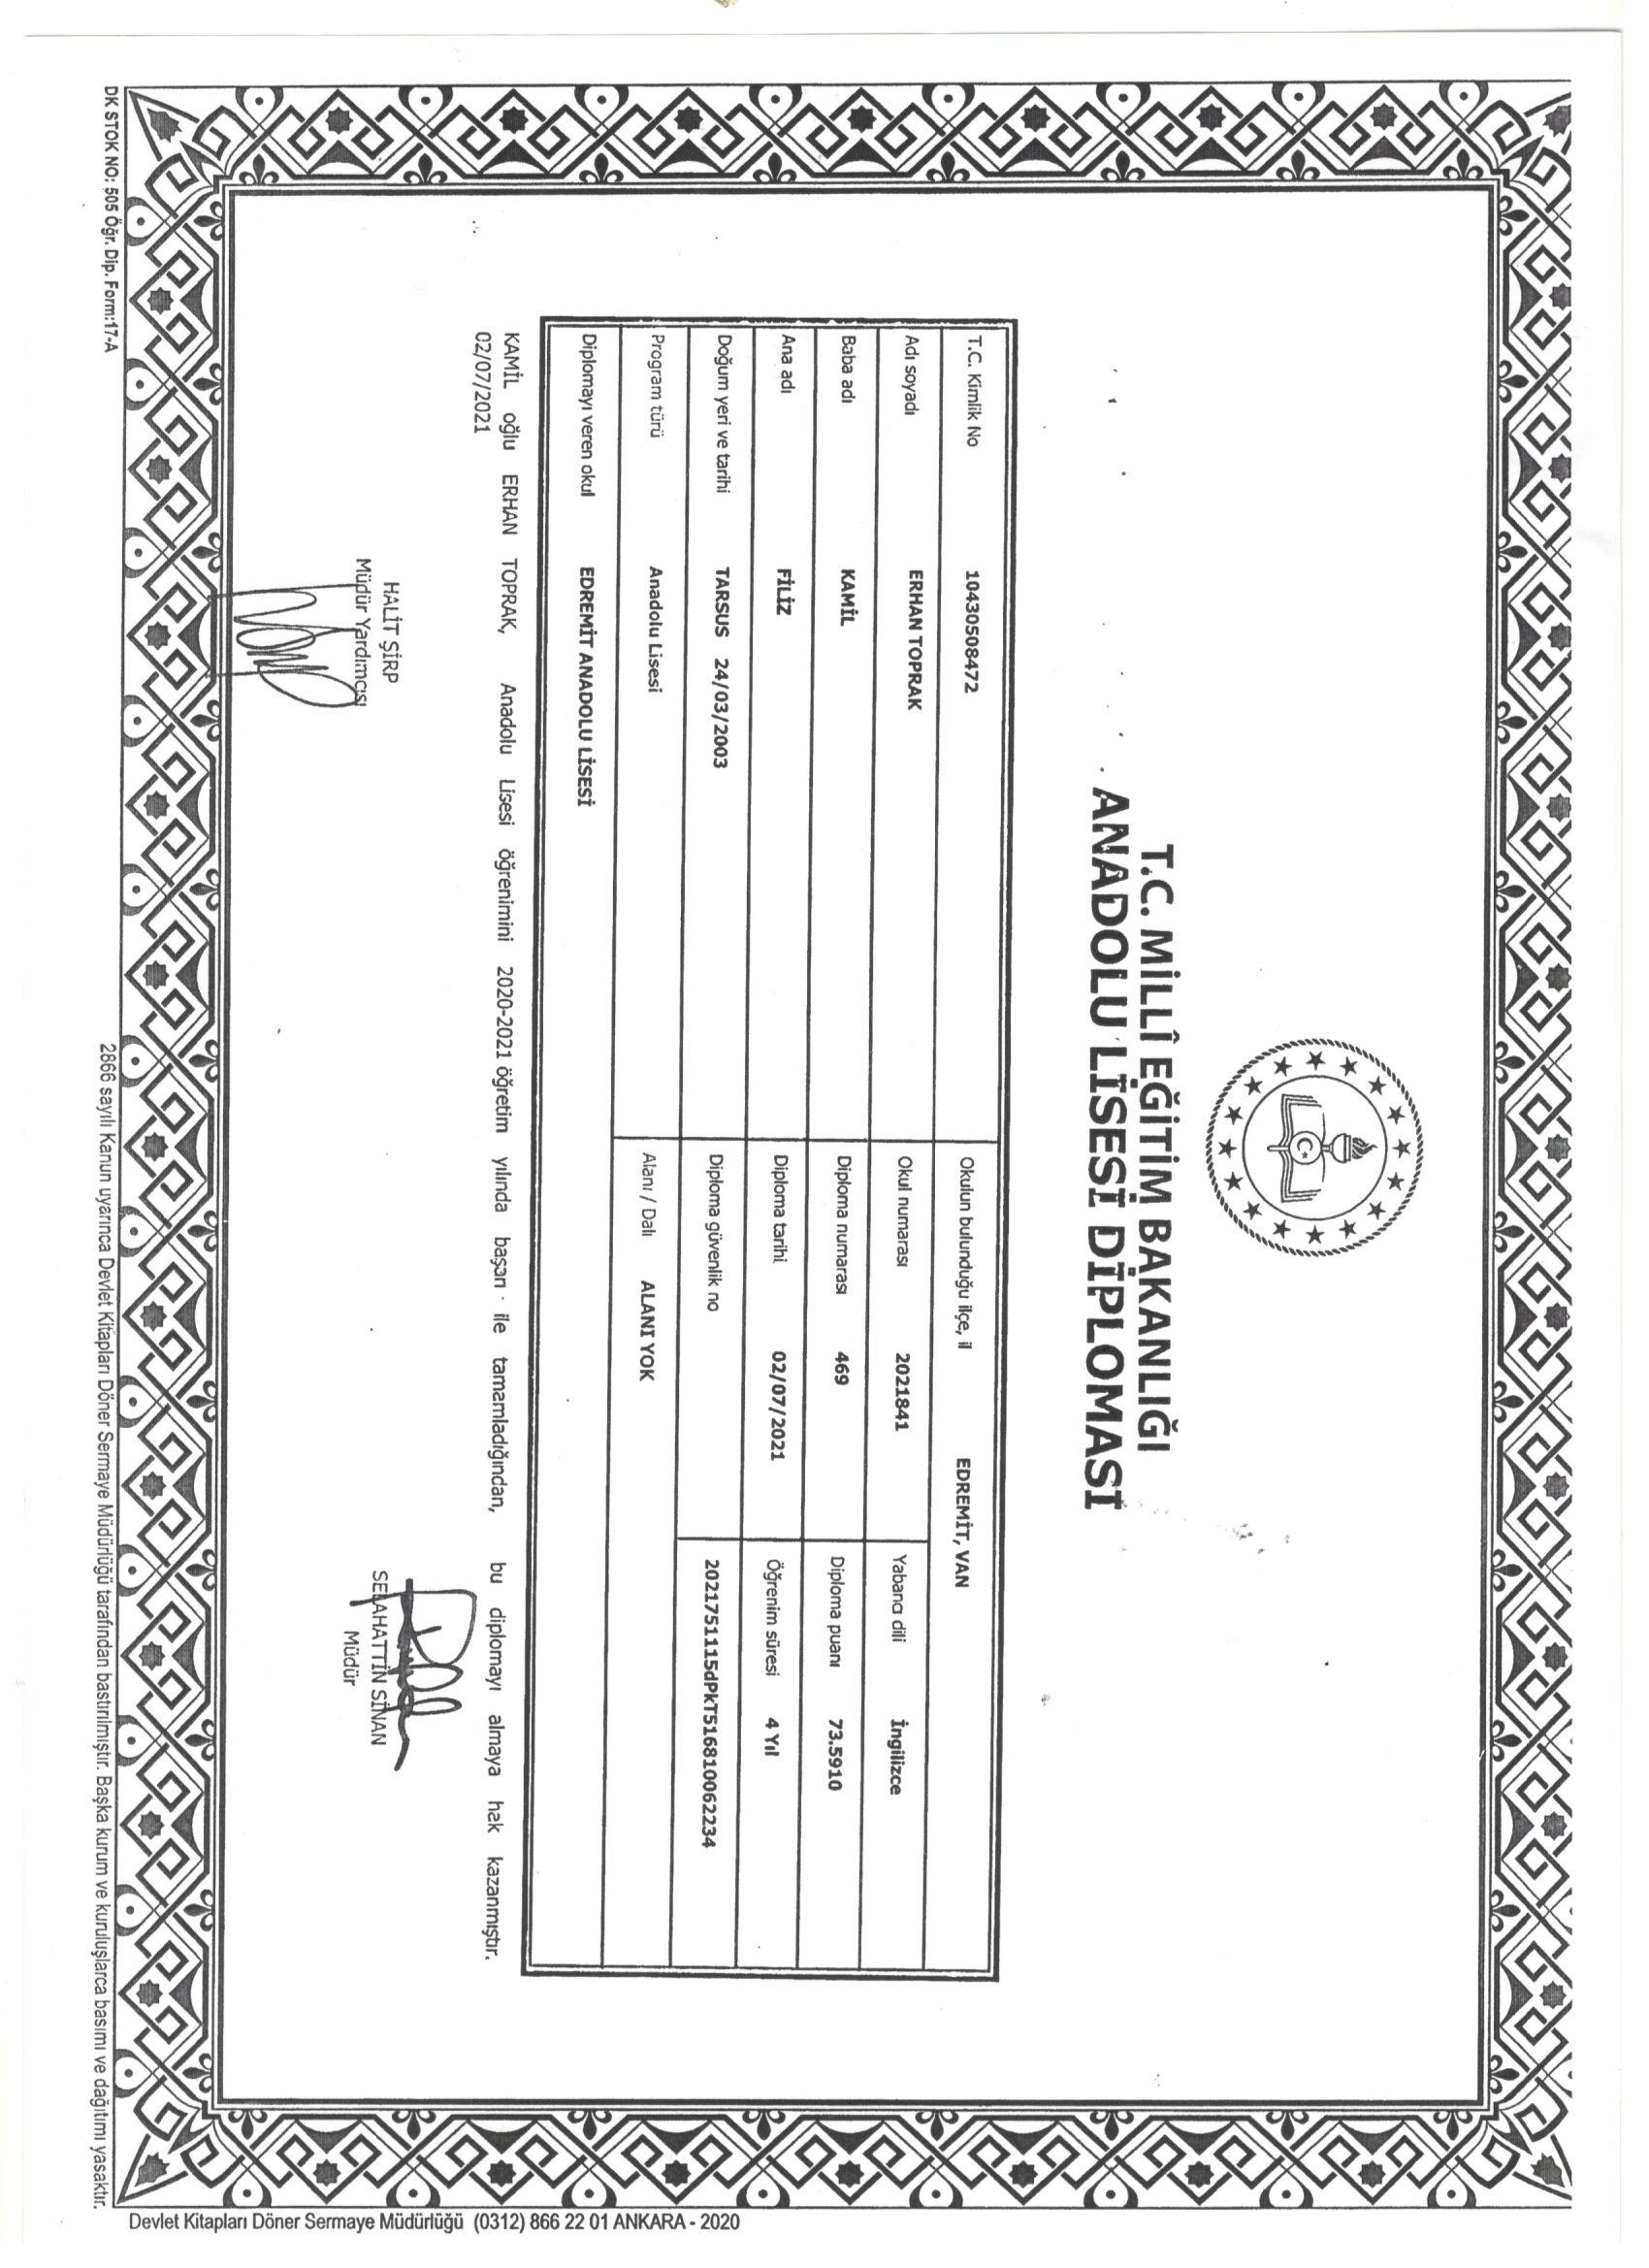 T.C. MİLLÎ EĞİTİM BAKANLIĞI
ANADOLU LİSESİ DİPLOMASI
T.C. Kimlik No 10430508472 Okulun bulunduğu ilçe, il EDREMİT, VAN
Adı soyadı ERHAN TOPRAK Okul numarası 2021841 Yabancı dili İngilizce
Baba adı KAMİL Diploma numarası 469 Diploma puanı 73.5910
Ana adı FİLİZ Diploma tarihi 02/07/2021 Öğrenim süresi 4 Yıl
Doğum yeri ve tarihi TARSUS 24/03/2003 Diploma güvenlik no 2021751115dPkT516810062234
Program türü Anadolu Lisesi Alanı / Dalı ALANI YOK
Diplomayı veren okul EDREMİT ANADOLU LİSESİ
KAMİL oğlu ERHAN TOPRAK, Anadolu Lisesi öğrenimini 2020-2021 öğretim yılında başarı ile tamamladığından, bu diplomayı almaya hak kazanmıştır.
02/07/2021
HALİT ŞİRP
Müdür Yardımcısı
SELAHATTİN SİNAN
Müdür
DK STOK NO: 505 Öğr. Dip. Form:17-A
2866 sayılı Kanun uyarınca Devlet Kitapları Döner Sermaye Müdürlüğü tarafından bastırılmıştır. Başka kurum ve kuruluşlarca basımı ve dağıtımı yasaktır.
Devlet Kitapları Döner Sermaye Müdürlüğü (0312) 866 22 01 ANKARA - 2020